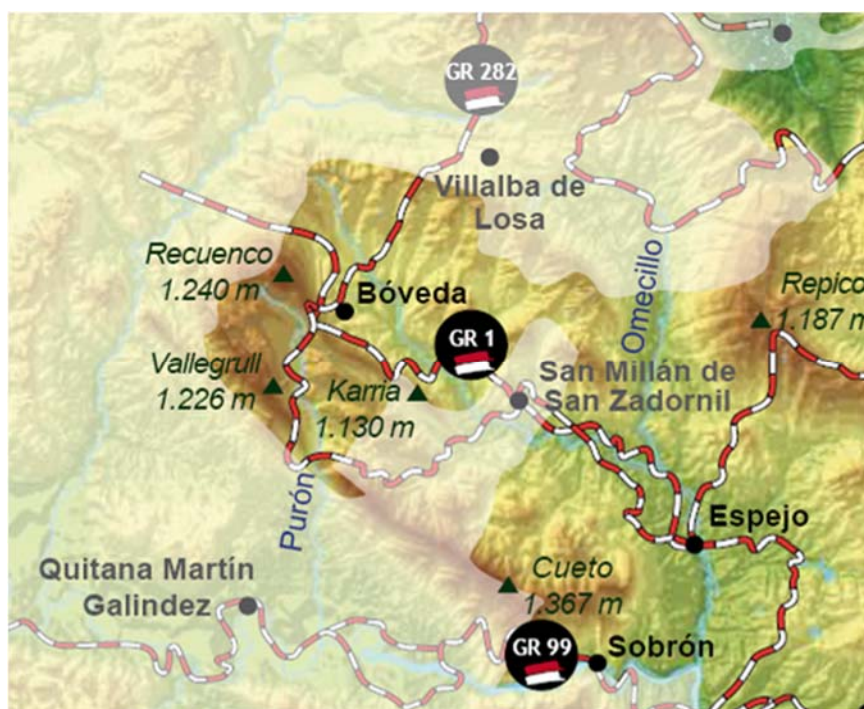 GR 282
Villalba de
Losa
Recuenco
1.240 m
Bóveda
Omecillo
Repico
1.187 m
GR 1
Vallegrull
1.226 m
Karria
1.130 m
San Millán de
San Zadornil
Purón
Espejo
Quitana Martín
Galindez
Cueto
1.367 m
GR 99
Sobrón